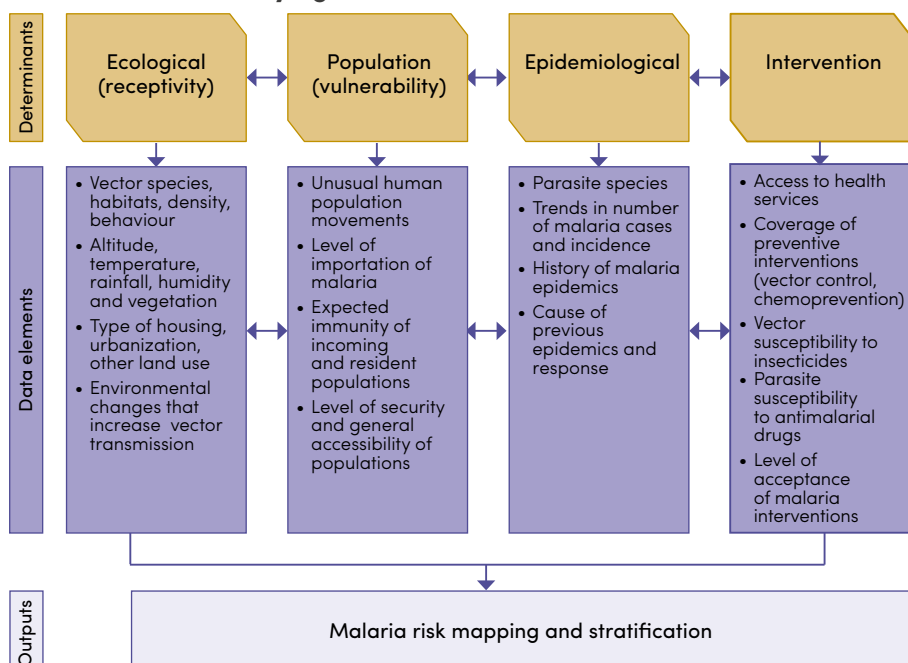 Determinants
Ecological
(receptivity)
Population
(vulnerability)
Epidemiological
Intervention
Data elements
• Vector species,
habitats, density,
behaviour
• Altitude,
temperature,
rainfall, humidity
and vegetation
• Type of housing,
urbanization,
other land use
• Environmental
changes that
increase vector
transmission
• Unusual human
population
movements
• Level of
importation of
malaria
• Expected
immunity of
incoming
and resident
populations
• Level of security
and general
accessibility of
populations
• Parasite species
• Trends in number
of malaria cases
and incidence
• History of malaria
epidemics
• Cause of
previous
epidemics and
response
• Access to health
services
• Coverage of
preventive
interventions
(vector control,
chemoprevention)
• Vector
susceptibility to
insecticides
• Parasite
susceptibility
to antimalarial
drugs
• Level of
acceptance
of malaria
interventions
Outputs
Malaria risk mapping and stratification